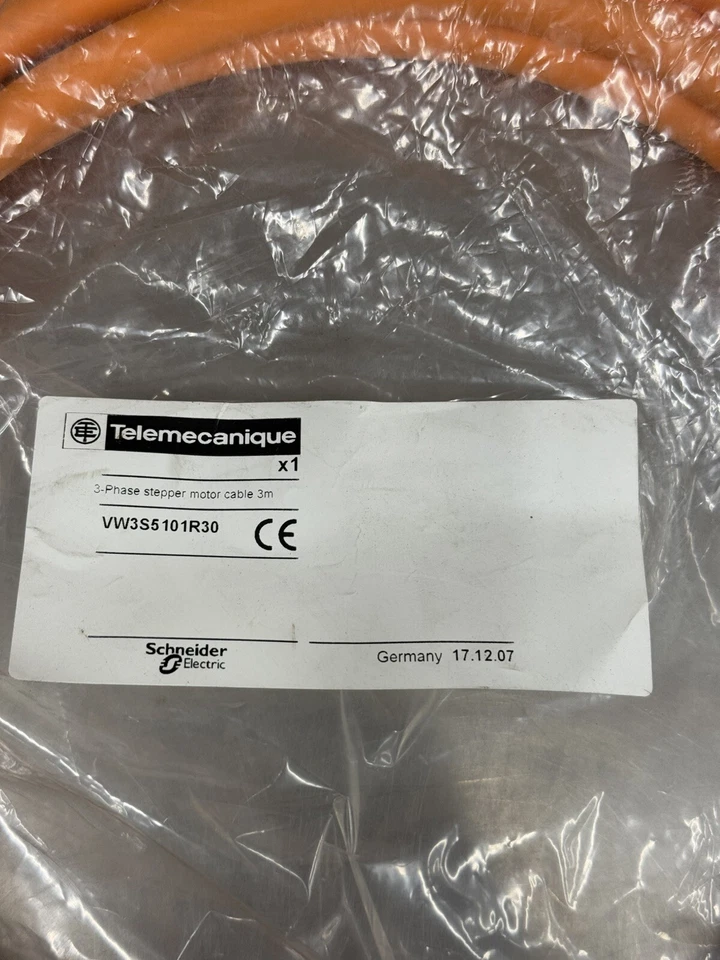 Telemecanique
x1
3-Phase stepper motor cable 3m
VW3S5101R30 CE
Schneider
Electric
Germany 17.12.07